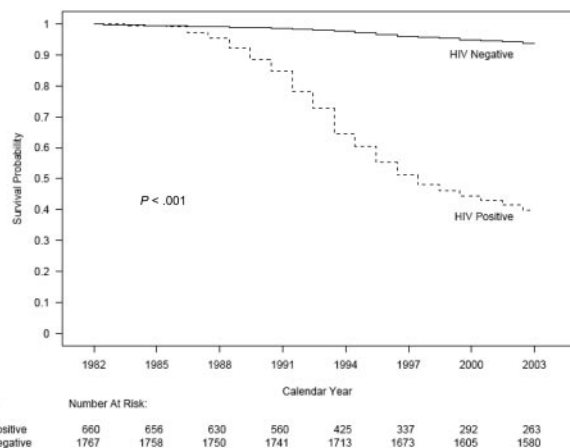 1
HIV Negative
0.9
0.8
0.7
0.6
Survival Probability
0.5
0.4
P < .001
HIV Positive
0.3
0.2
0.1
0
1982 1985 1988 1991 1994 1997 2000 2003
Calendar Year
Number At Risk:
ositive 660 656 630 560 425 337 292 263
egative 1767 1758 1750 1741 1713 1673 1605 1580